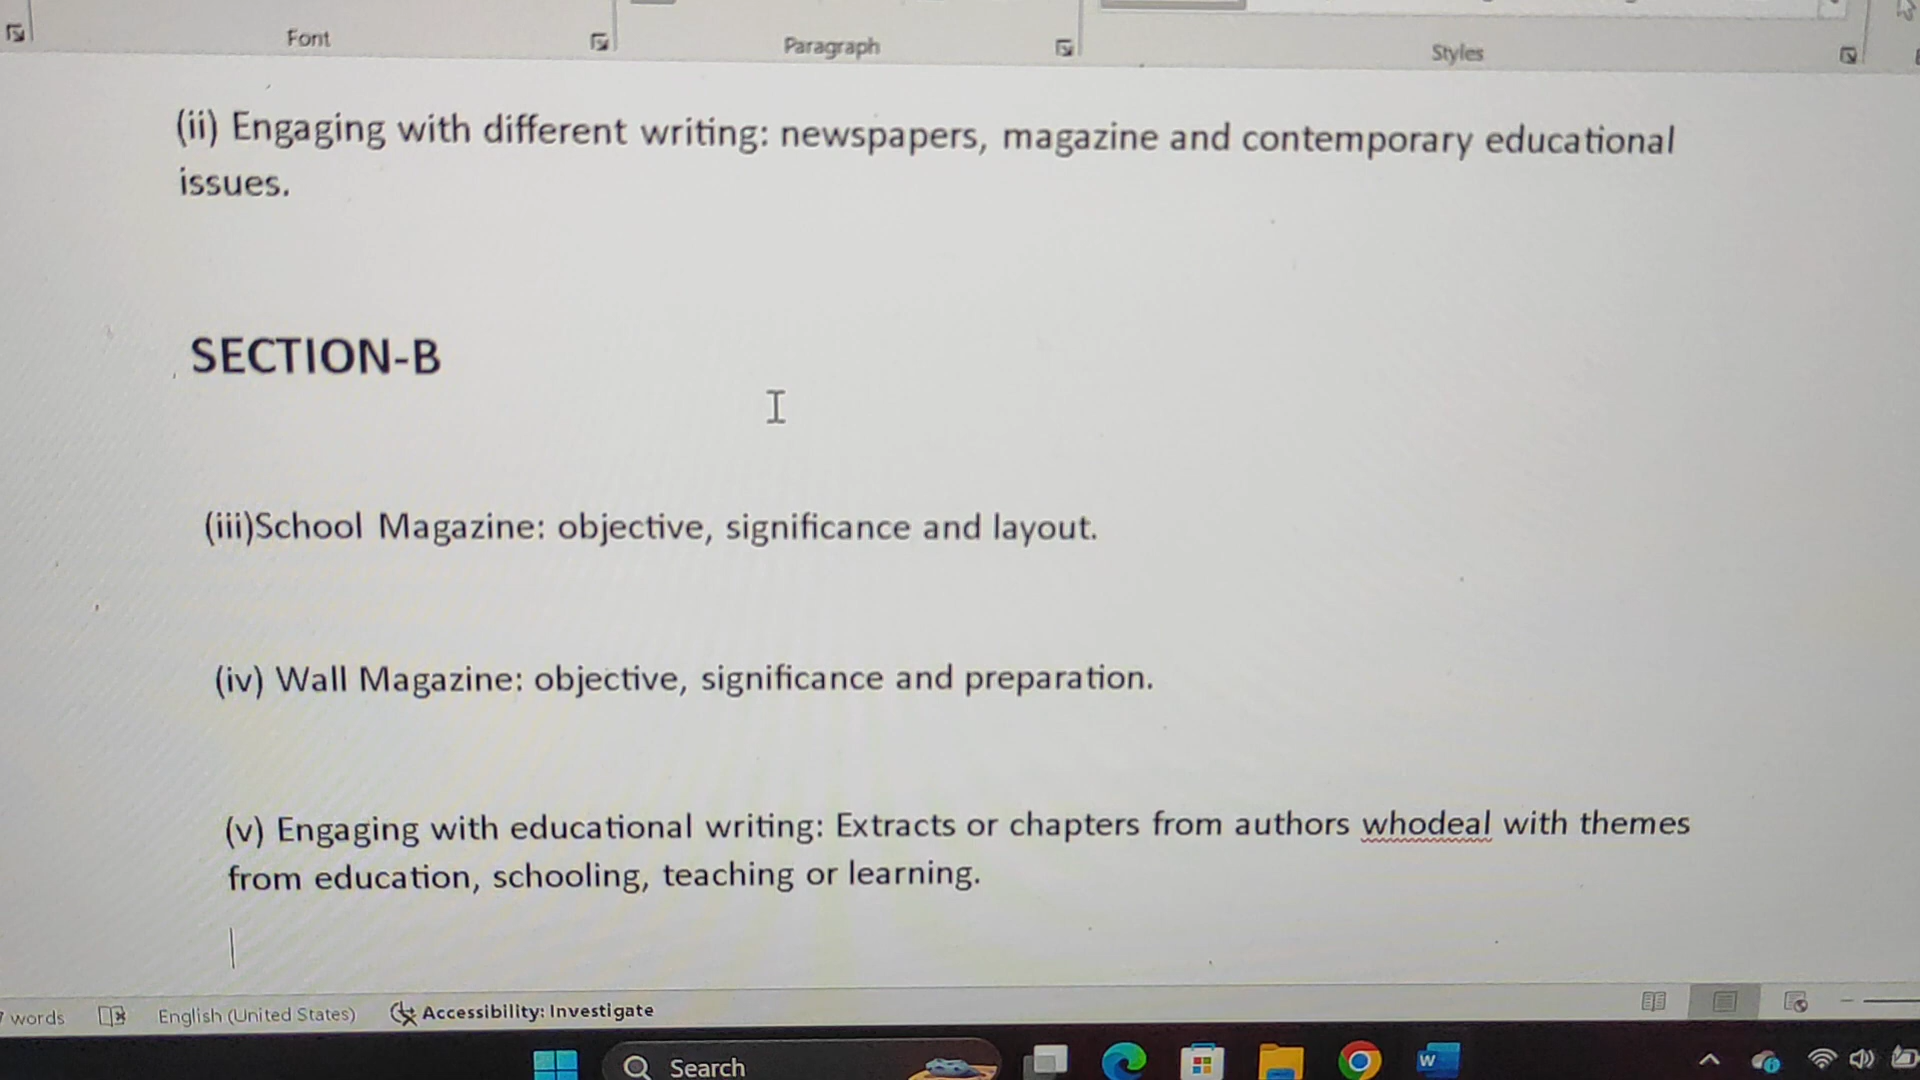 Font Paragraph Styles
(ii) Engaging with different writing: newspapers, magazine and contemporary educational
issues.
SECTION-B
(iii)School Magazine: objective, significance and layout.
(iv) Wall Magazine: objective, significance and preparation.
(v) Engaging with educational writing: Extracts or chapters from authors whodeal with themes
from education, schooling, teaching or learning.
words English (United States) Accessibility: Investigate
Search